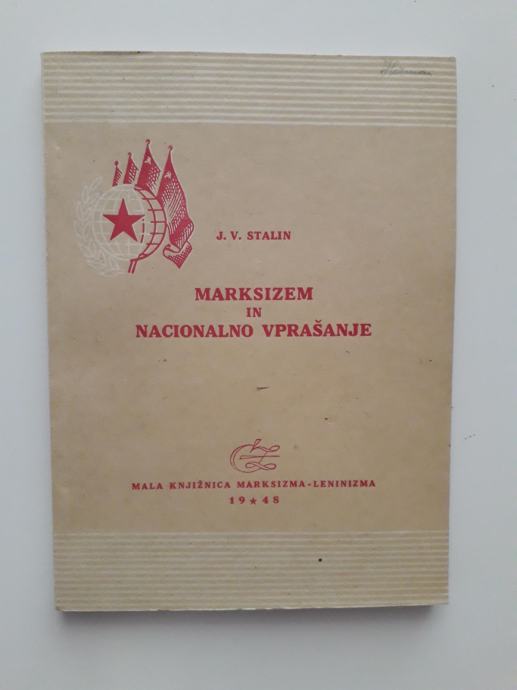 J. V. STALIN
MARKSIZEM
IN
NACIONALNO VPRAŠANJE
MALA KNJIŽNICA MARKSIZMA-LENINIZMA
19★48